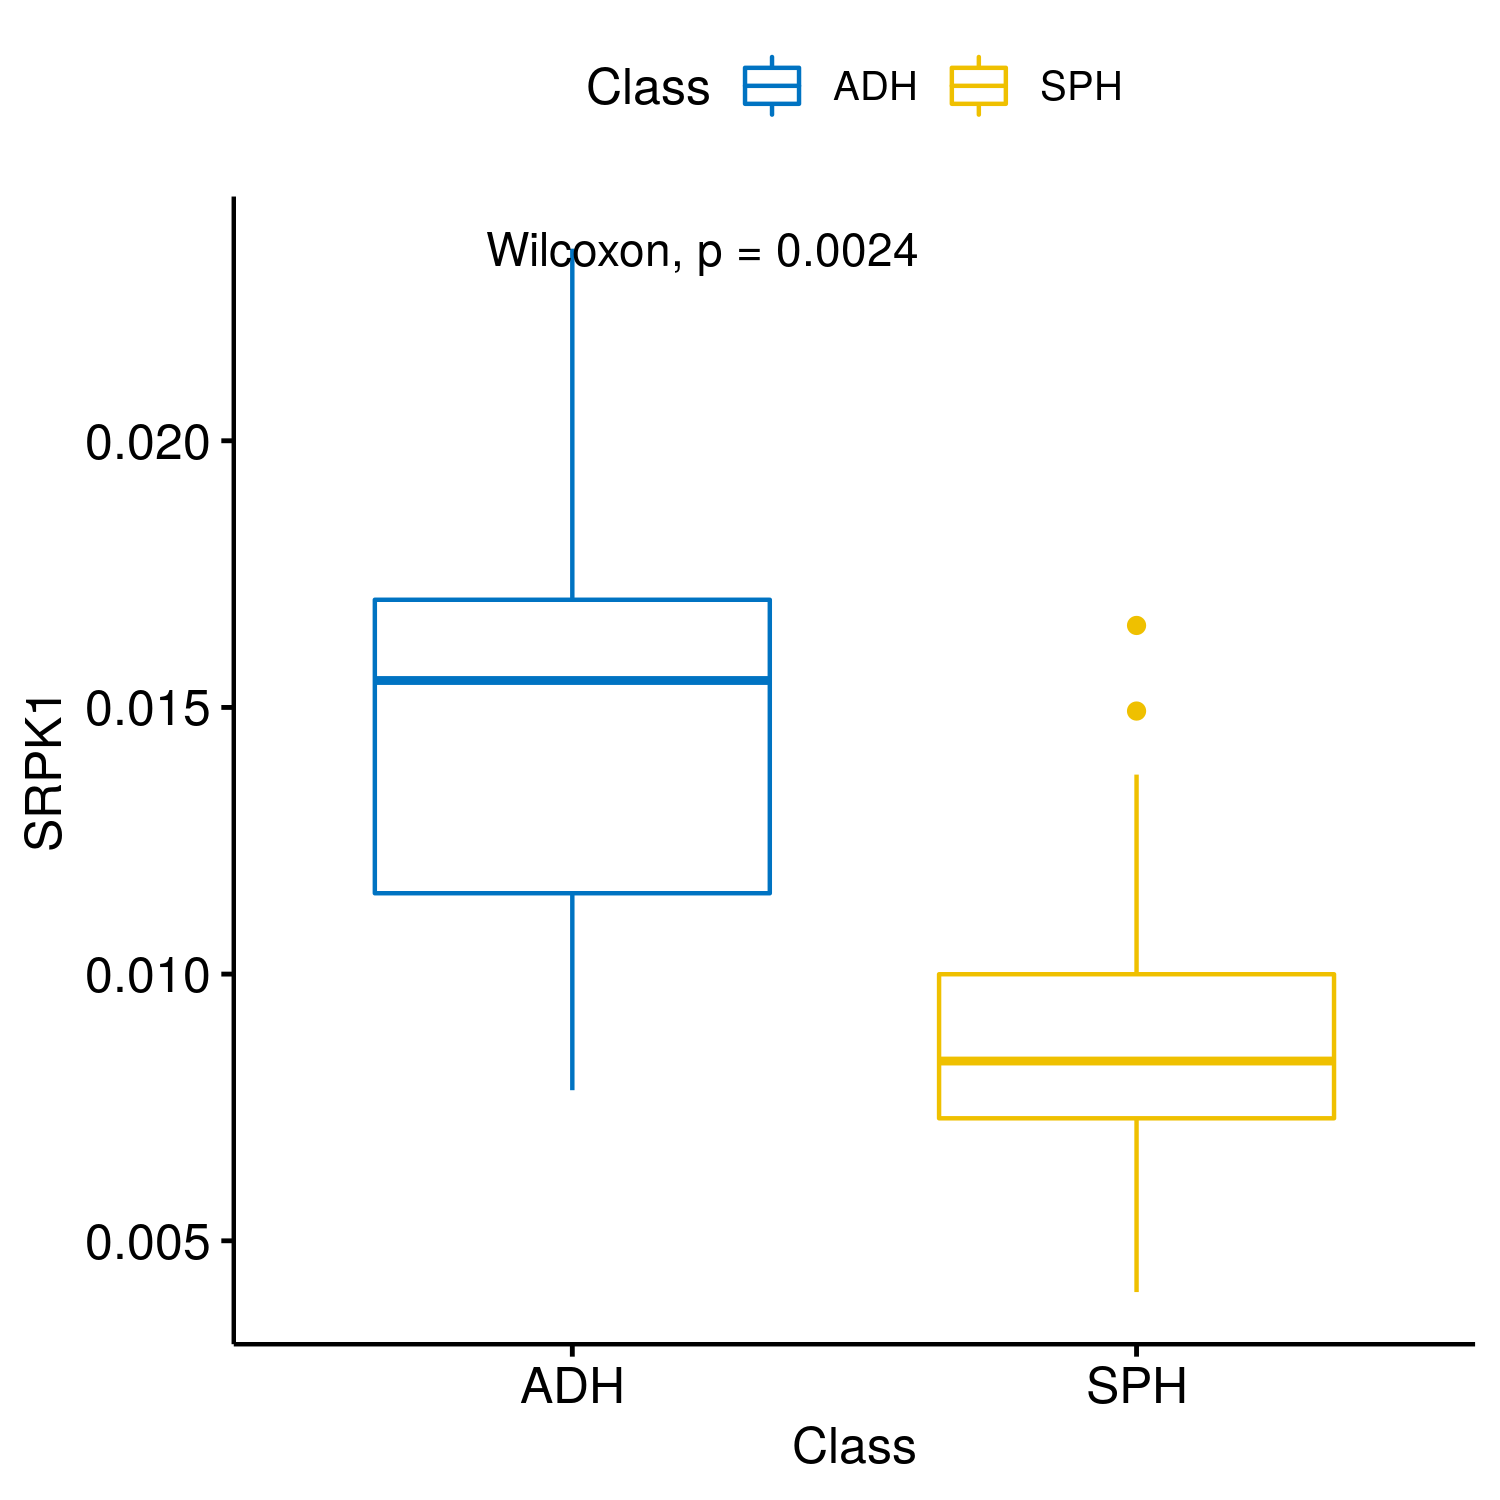 Class ADH SPH
Wilcoxon, p = 0.0024
0.020
0.015
0.010
0.005
SRPK1
ADH SPH
Class